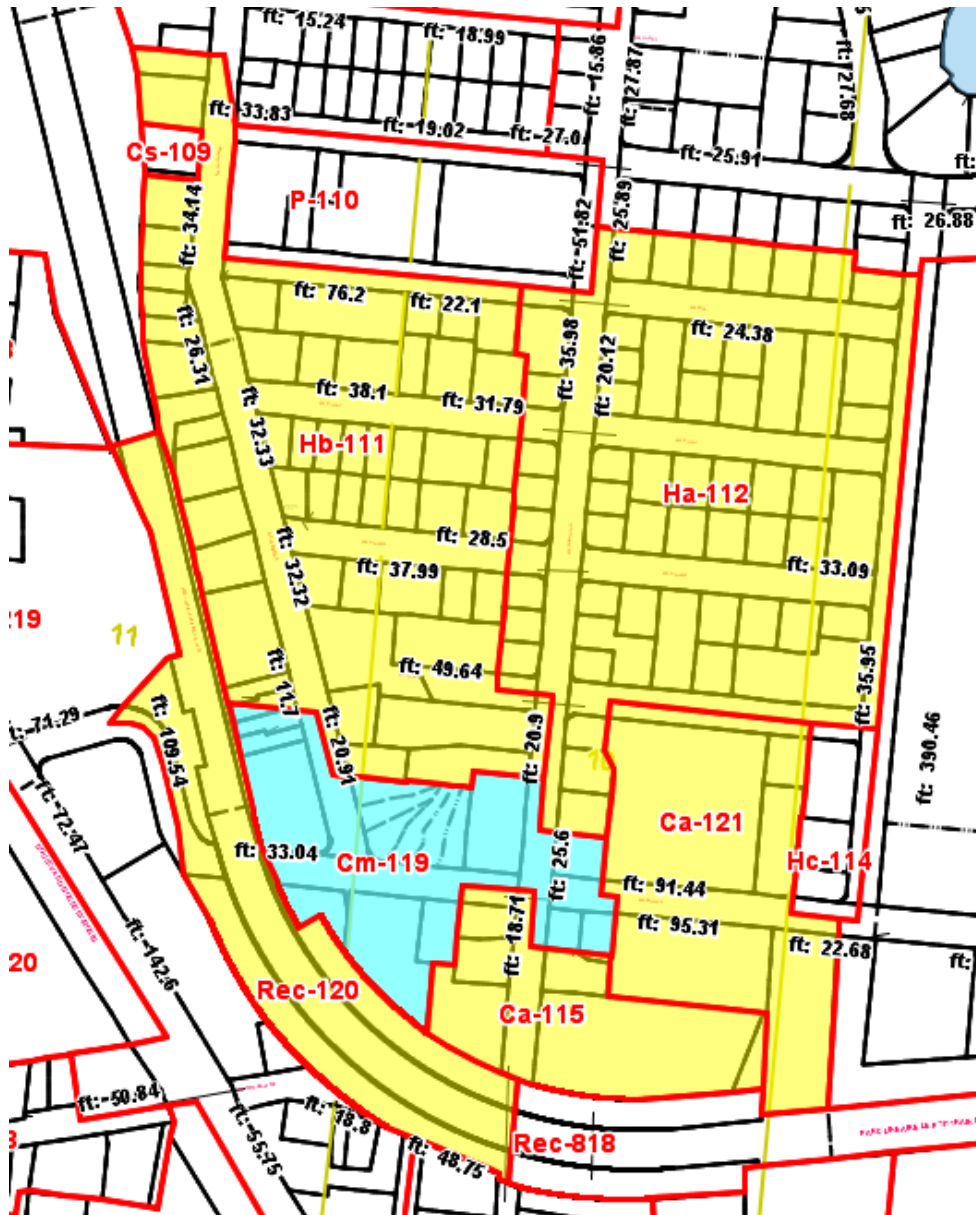 ft: 15.24
ft: 18.99
ft: 15.86
ft: 27.87
ft: 27.68
ft: 33.83
ft: 19.02
ft: 27.0
ft: 25.91
ft:
Cs-109
P-110
ft: 34.14
ft: 51.82
ft: 25.89
ft: 26.88
ft: 76.2
ft: 22.1
ft: 24.38
ft: 26.31
ft: 35.98
ft: 20.12
ft: 38.1
ft: 31.79
ft: 32.33
Hb-111
Ha-112
ft: 28.5
ft: 37.99
ft: 33.09
ft: 32.32
19
11
ft: 49.64
ft: 11.7
ft: 35.95
ft: 71.29
ft: 109.54
ft: 20.91
ft: 20.9
ft: 390.46
ft: 72.47
Ca-121
ft: 33.04
Cm-119
ft: 25.6
Hc-114
ft: 91.44
ft: 95.31
ft: 18.71
ft: 22.68
ft:
20
ft: 142.6
Rec-120
Ca-115
ft: 50.84
ft: 18.8
ft: 55.75
ft: 48.75
Rec-818